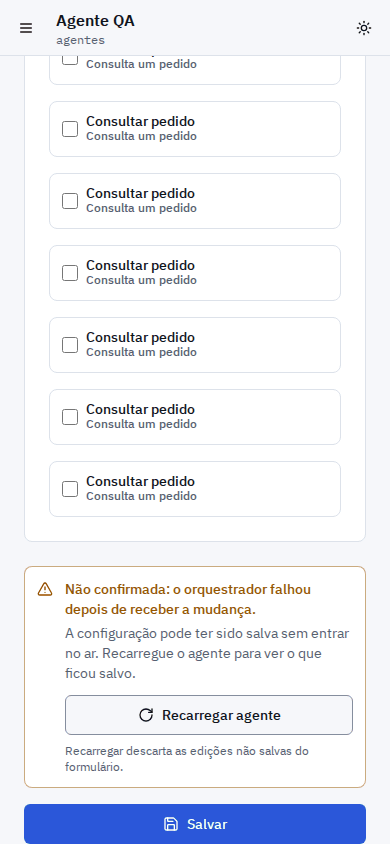 Agente QA
agentes
Consulta um pedido
Consultar pedido
Consulta um pedido
Consultar pedido
Consulta um pedido
Consultar pedido
Consulta um pedido
Consultar pedido
Consulta um pedido
Consultar pedido
Consulta um pedido
Consultar pedido
Consulta um pedido
Não confirmada: o orquestrador falhou
depois de receber a mudança.
A configuração pode ter sido salva sem entrar
no ar. Recarregue o agente para ver o que
ficou salvo.
Recarregar agente
Recarregar descarta as edições não salvas do
formulário.
Salvar